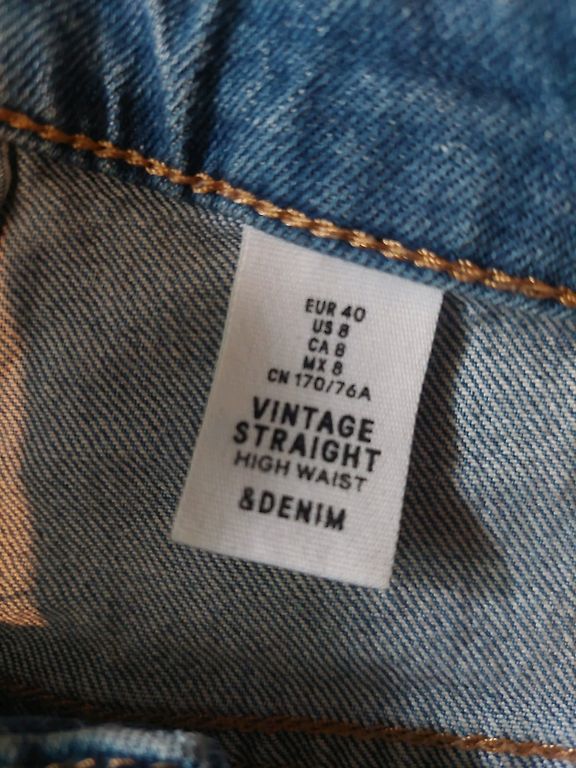 EUR 40
US 8
CA 8
MX 8
CN 170/76A
VINTAGE
STRAIGHT
HIGH WAIST
&DENIM